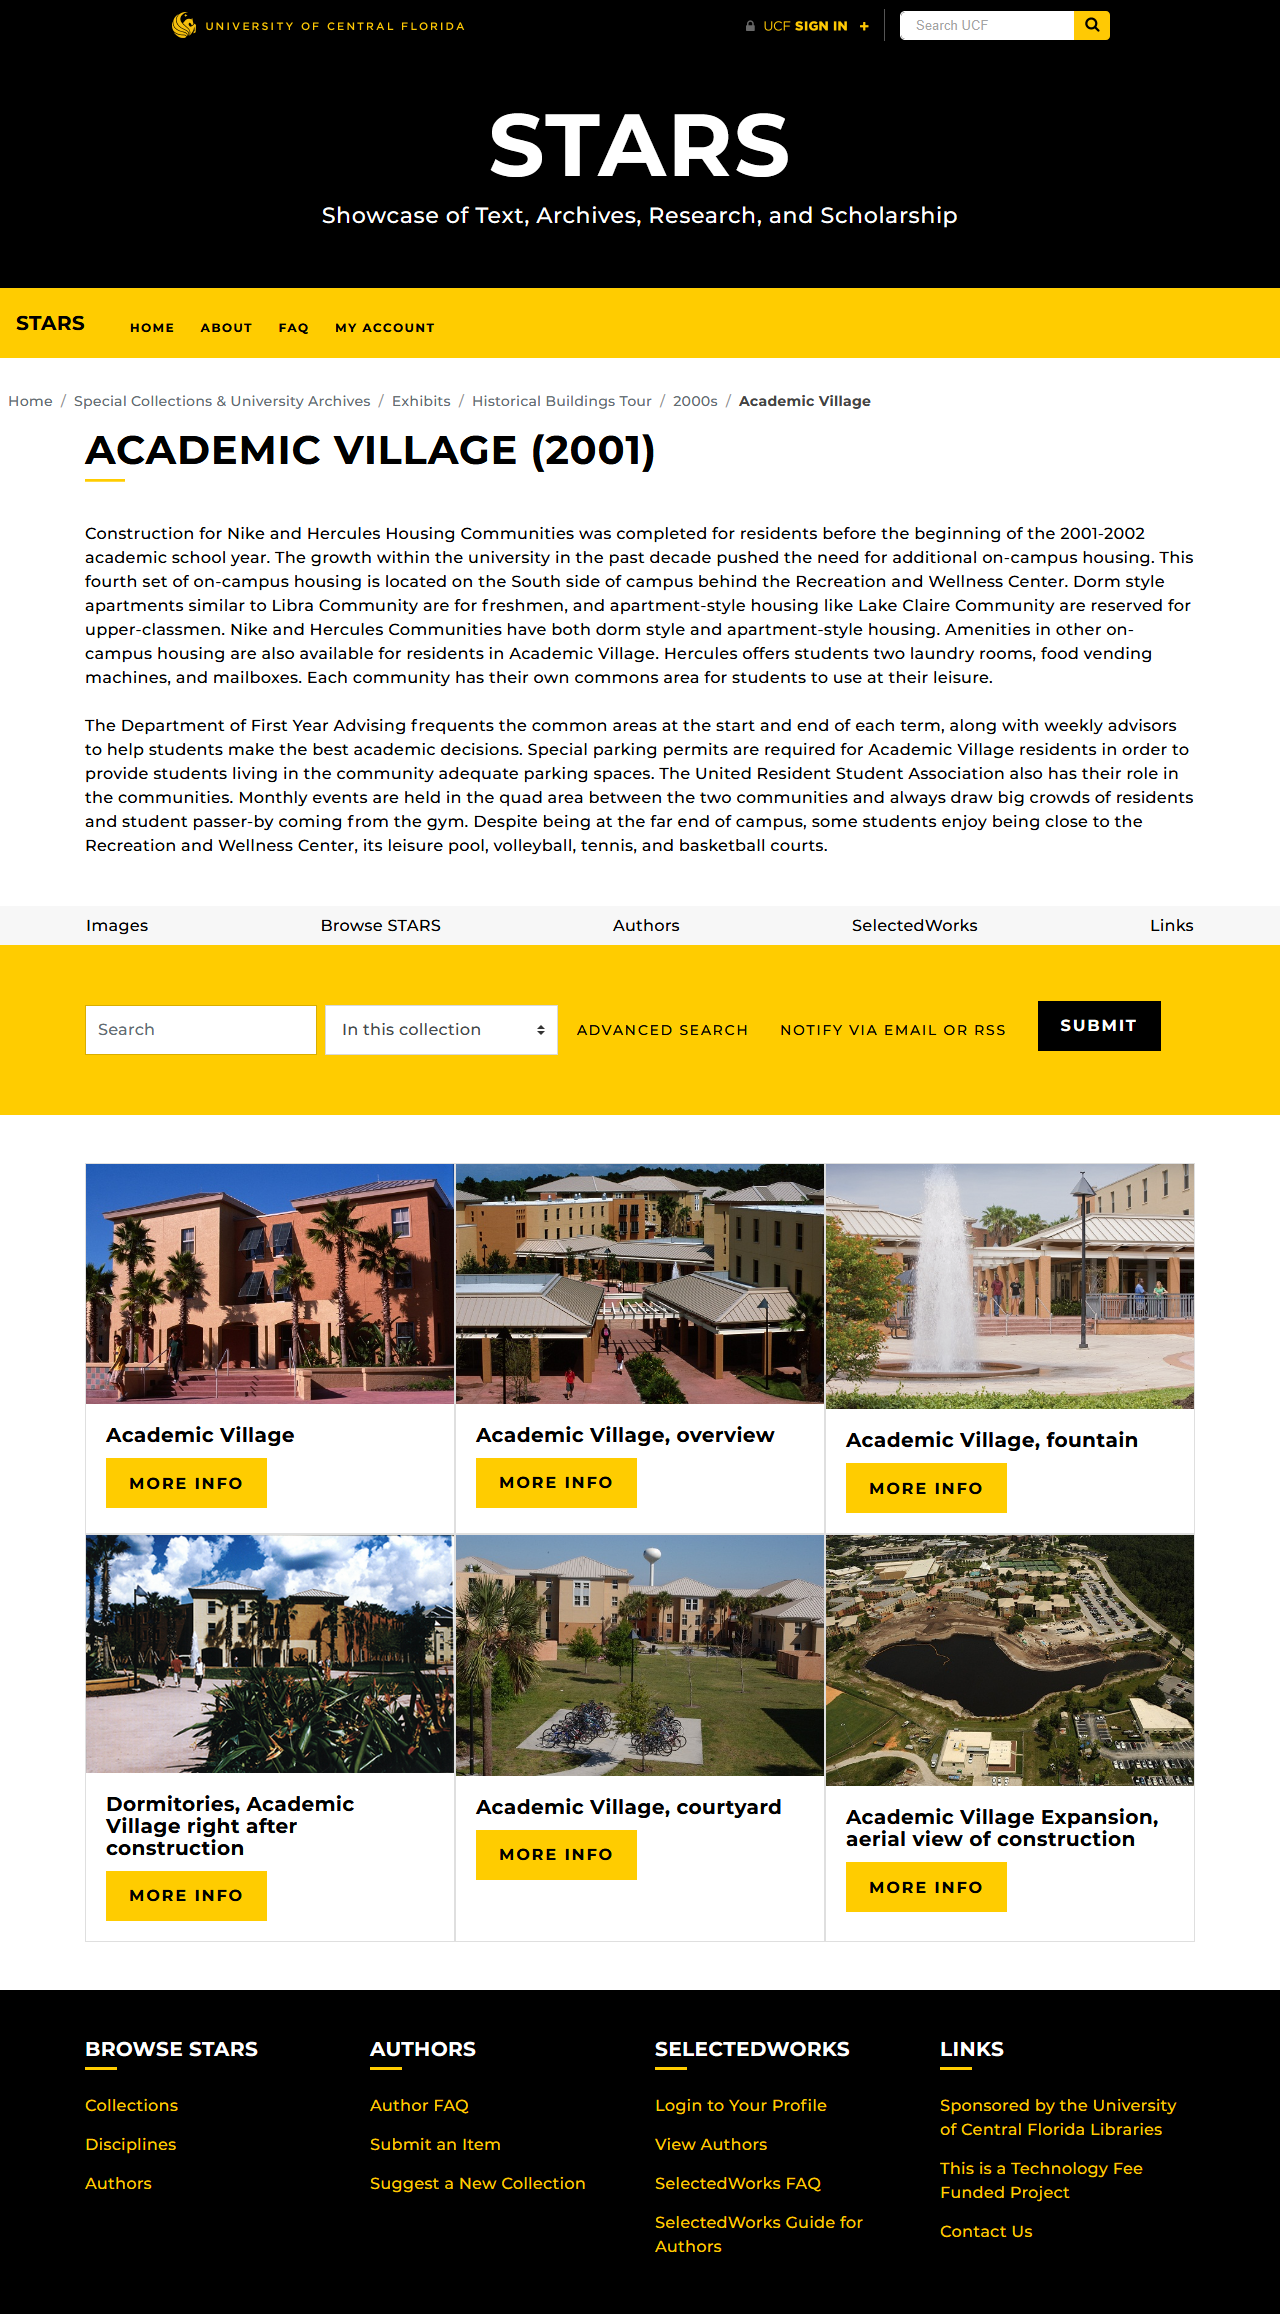 UNIVERSITY OF CENTRAL FLORIDA
UCF SIGN IN +
Search UCF
STARS
Showcase of Text, Archives, Research, and Scholarship
STARS
HOME
ABOUT
FAQ
MY ACCOUNT
Home / Special Collections & University Archives / Exhibits / Historical Buildings Tour / 2000s / Academic Village
ACADEMIC VILLAGE (2001)
Construction for Nike and Hercules Housing Communities was completed for residents before the beginning of the 2001-2002
academic school year. The growth within the university in the past decade pushed the need for additional on-campus housing. This
fourth set of on-campus housing is located on the South side of campus behind the Recreation and Wellness Center. Dorm style
apartments similar to Libra Community are for freshmen, and apartment-style housing like Lake Claire Community are reserved for
upper-classmen. Nike and Hercules Communities have both dorm style and apartment-style housing. Amenities in other on-
campus housing are also available for residents in Academic Village. Hercules offers students two laundry rooms, food vending
machines, and mailboxes. Each community has their own commons area for students to use at their leisure.
The Department of First Year Advising frequents the common areas at the start and end of each term, along with weekly advisors
to help students make the best academic decisions. Special parking permits are required for Academic Village residents in order to
provide students living in the community adequate parking spaces. The United Resident Student Association also has their role in
the communities. Monthly events are held in the quad area between the two communities and always draw big crowds of residents
and student passer-by coming from the gym. Despite being at the far end of campus, some students enjoy being close to the
Recreation and Wellness Center, its leisure pool, volleyball, tennis, and basketball courts.
Images
Browse STARS
Authors
SelectedWorks
Links
Search
In this collection
ADVANCED SEARCH
NOTIFY VIA EMAIL OR RSS
SUBMIT
Academic Village
MORE INFO
Academic Village, overview
MORE INFO
Academic Village, fountain
MORE INFO
Dormitories, Academic
Village right after
construction
MORE INFO
Academic Village, courtyard
MORE INFO
Academic Village Expansion,
aerial view of construction
MORE INFO
BROWSE STARS
Collections
Disciplines
Authors
AUTHORS
Author FAQ
Submit an Item
Suggest a New Collection
SELECTEDWORKS
Login to Your Profile
View Authors
SelectedWorks FAQ
SelectedWorks Guide for
Authors
LINKS
Sponsored by the University
of Central Florida Libraries
This is a Technology Fee
Funded Project
Contact Us